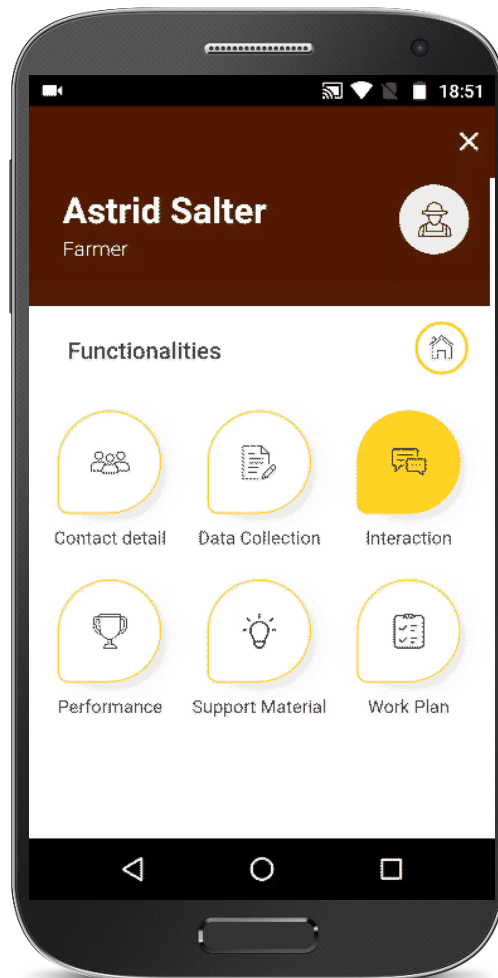 18:51
Astrid Salter
Farmer
Functionalities
Contact detail Data Collection Interaction
Performance Support Material Work Plan